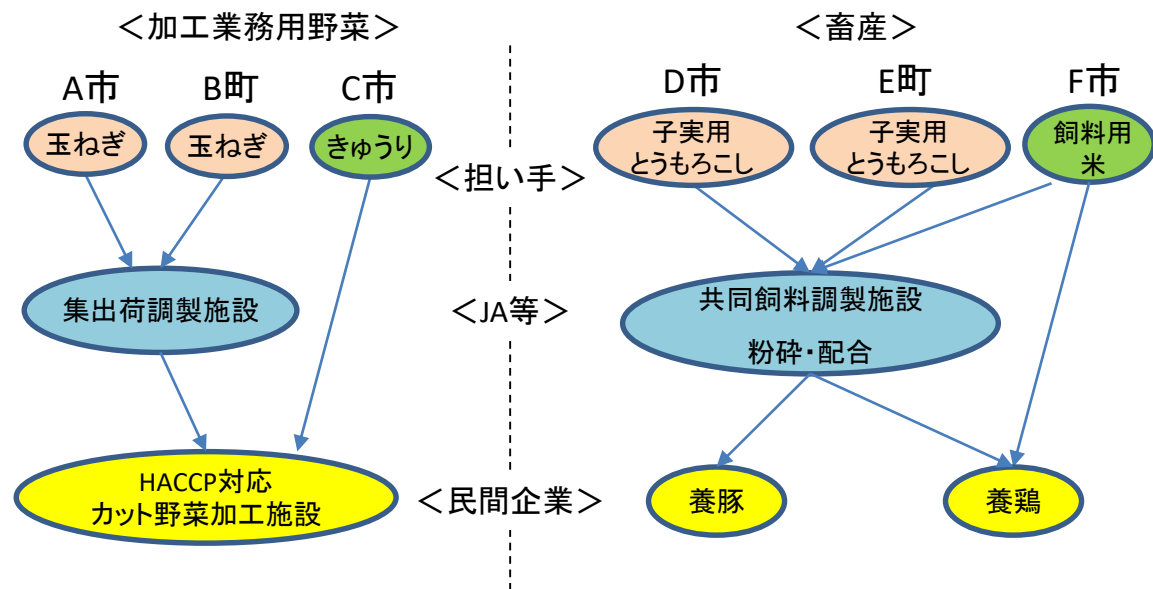 ＜加工業務用野菜＞
A市
B町
C市
玉ねぎ
玉ねぎ
きゅうり
集出荷調製施設
HACCP対応
カット野菜加工施設
＜担い手＞
＜JA等＞
＜民間企業＞
＜畜産＞
D市
E町
F市
子実用
とうもろこし
子実用
とうもろこし
飼料用
米
共同飼料調製施設
粉砕・配合
養豚
養鶏